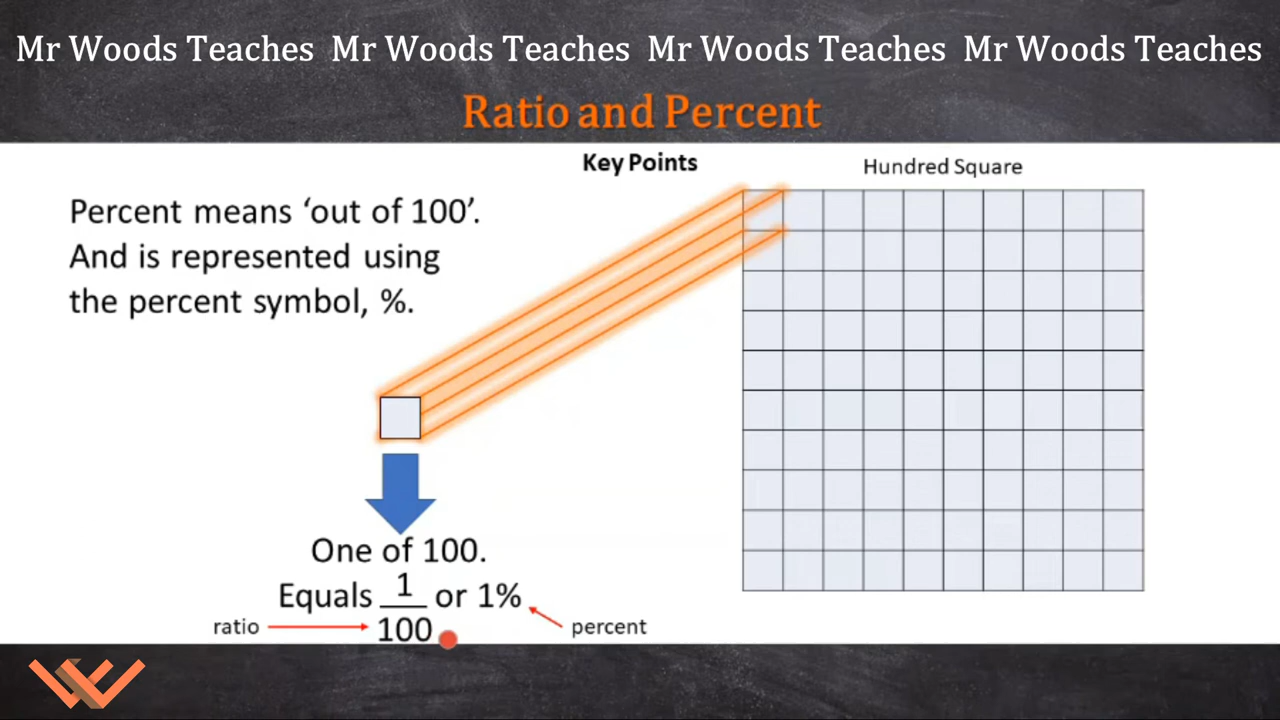 Mr Woods Teaches Mr Woods Teaches Mr Woods Teaches Mr Woods Teaches
Ratio and Percent
Key Points
Hundred Square
Percent means ‘out of 100’.
And is represented using
the percent symbol, %.
One of 100.
Equals 1/100 or 1%
ratio
percent